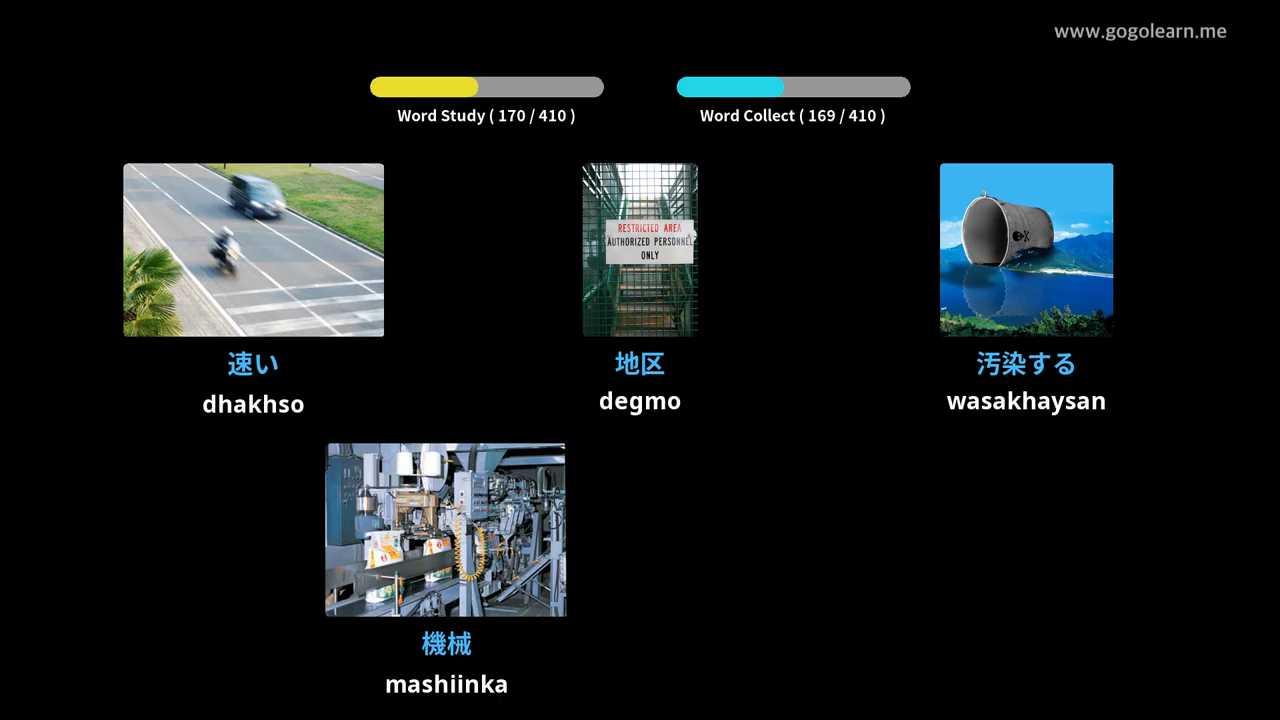 www.gogolearn.me
Word Study ( 170 / 410 )
Word Collect ( 169 / 410 )
RESTRICTED AREA
AUTHORIZED PERSONNEL
ONLY
速い
dhakhso
地区
degmo
汚染する
wasakhaysan
機械
mashiinka